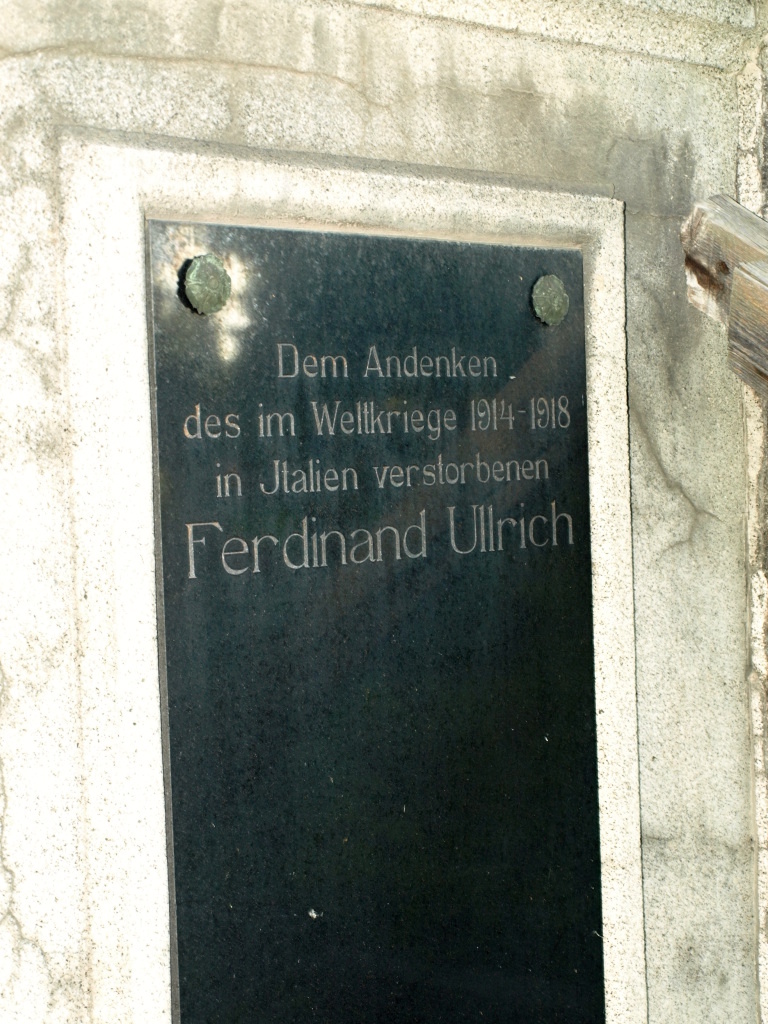 Dem Andenken
des im Weltkriege 1914-1918
in Jtalien verstorbenen
Ferdinand Ullrich